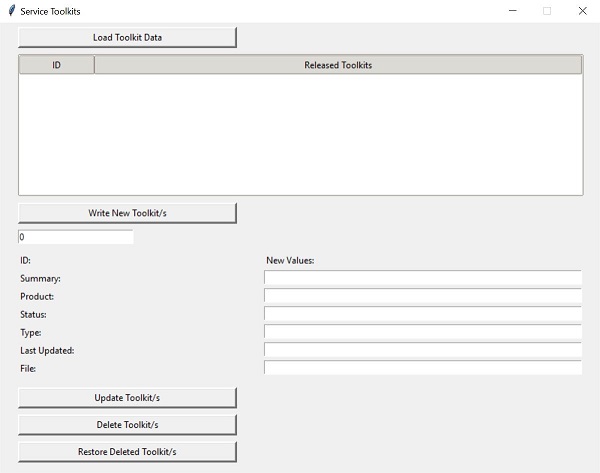 Service Toolkits
Load Toolkit Data
ID Released Toolkits
Write New Toolkit/s
0
ID: New Values:
Summary:
Product:
Status:
Type:
Last Updated:
File:
Update Toolkit/s
Delete Toolkit/s
Restore Deleted Toolkit/s